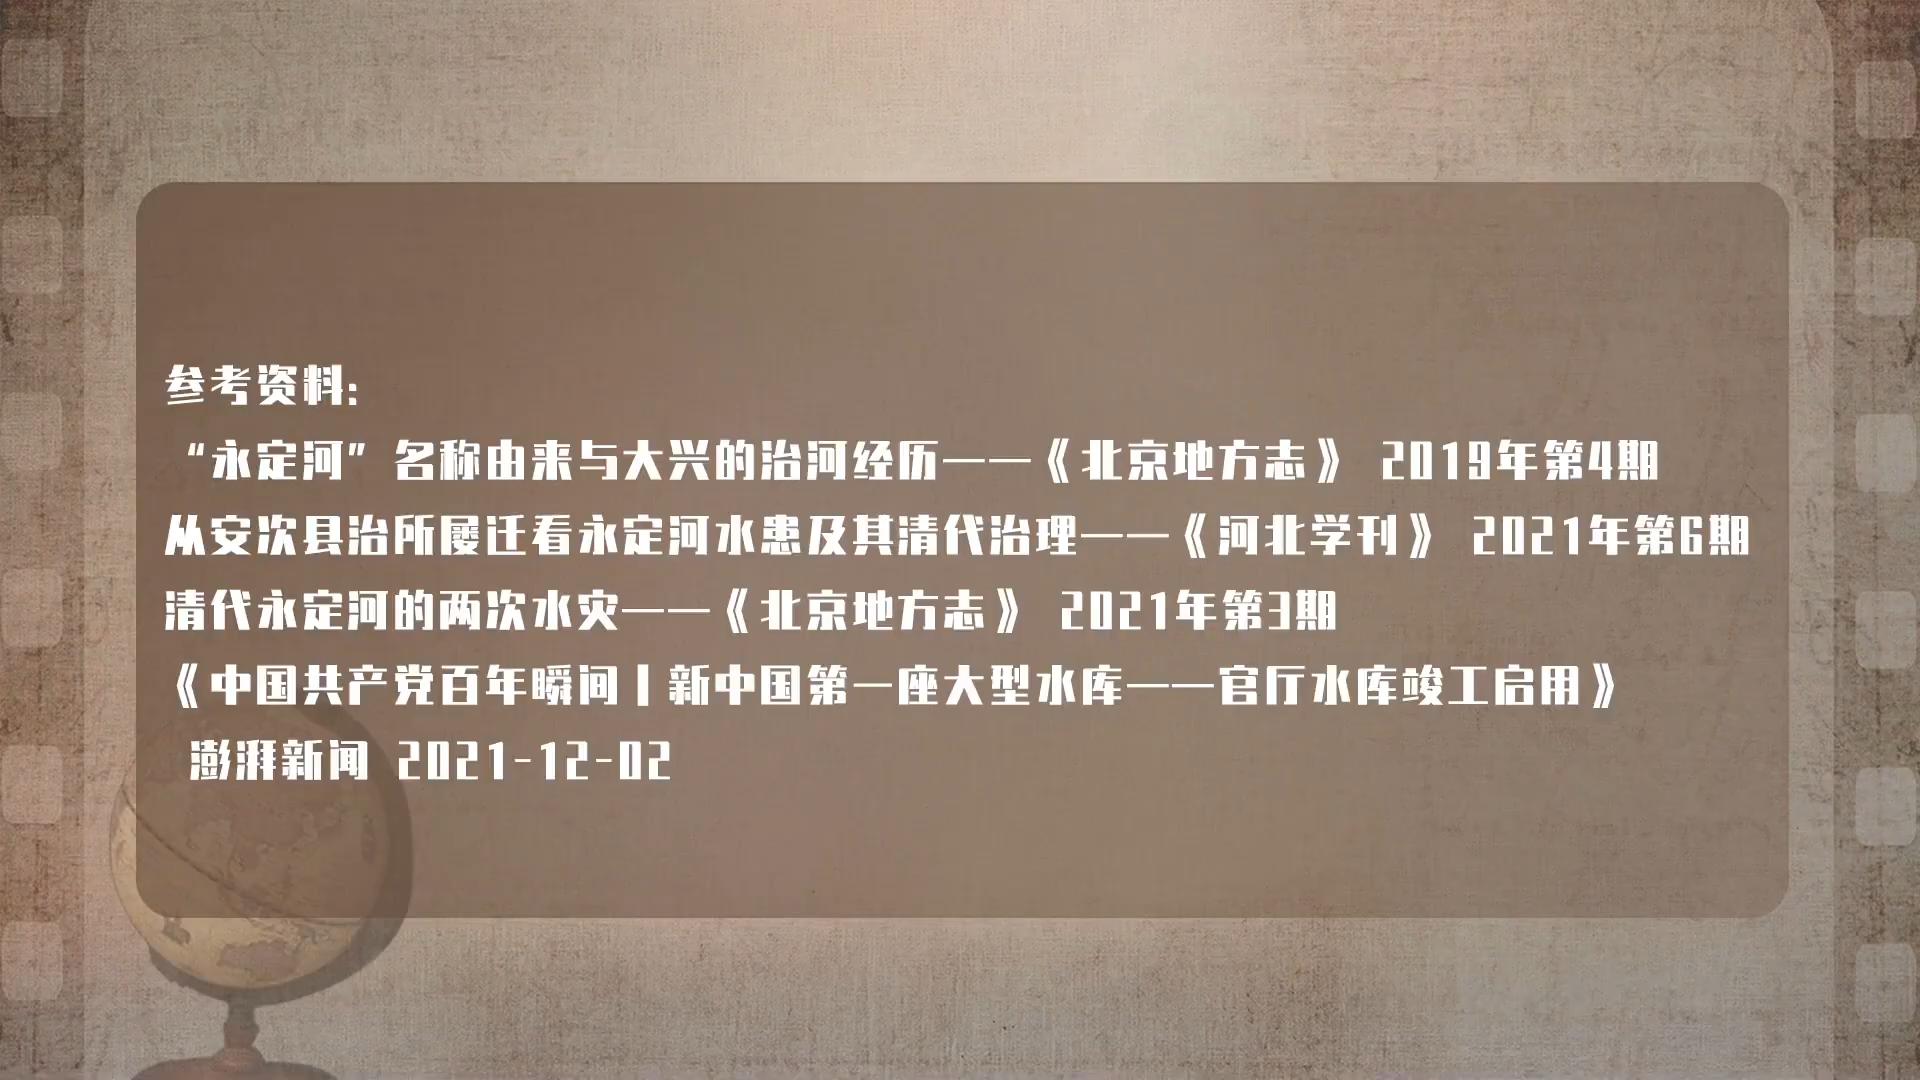 参考资料:
“永定河”名称由来与大兴的治河经历——《北京地方志》 2019年第4期
从安次县治所屡迁看永定河水患及其清代治理——《河北学刊》 2021年第6期
清代永定河的两次水灾——《北京地方志》 2021年第3期
《中国共产党百年瞬间丨新中国第一座大型水库——官厅水库竣工启用》
澎湃新闻 2021-12-02